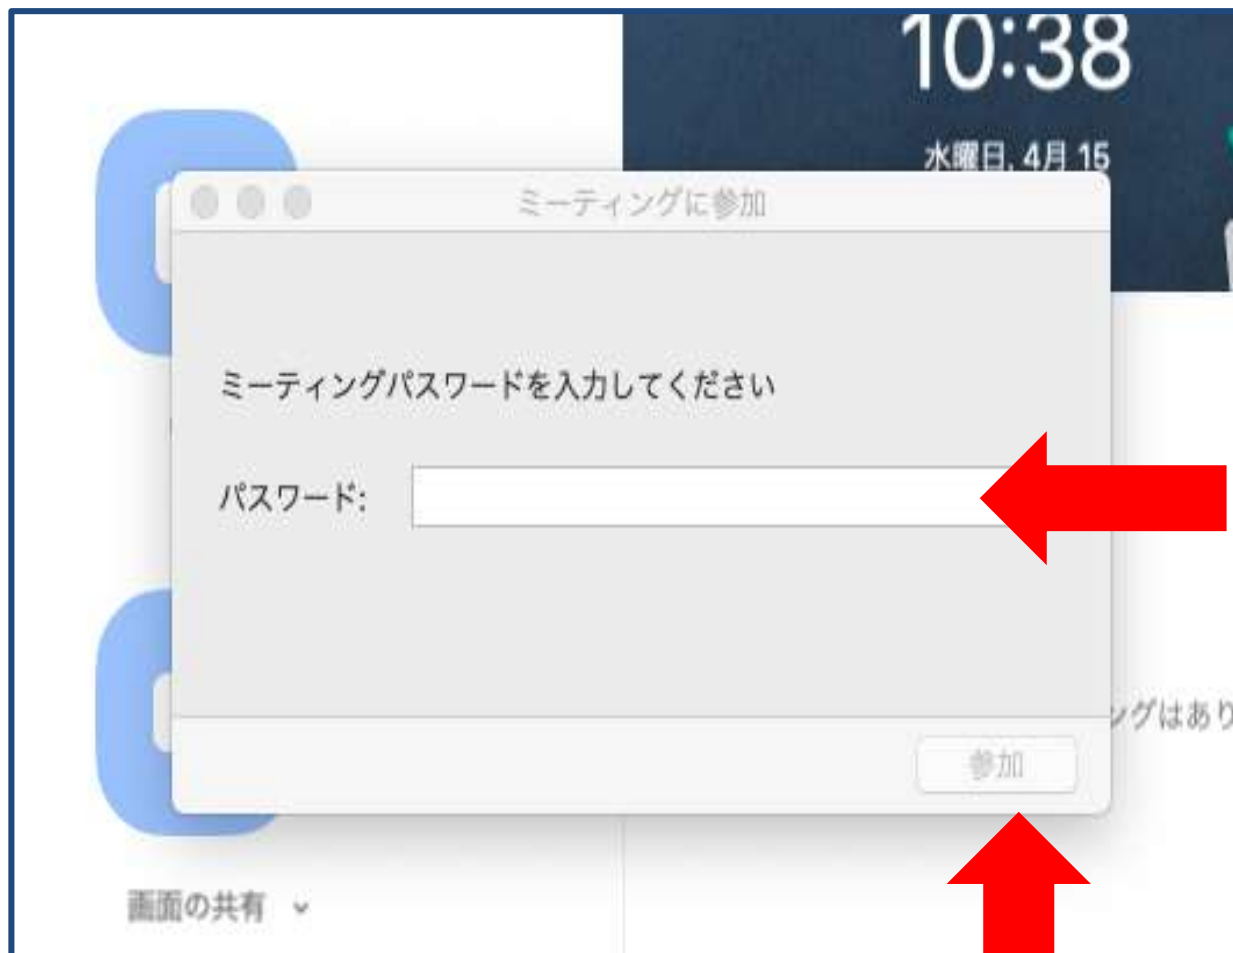 10:38
水曜日, 4月 15
ミーティングに参加
ミーティングパスワードを入力してください
パスワード:
ングはあり
参加
画面の共有